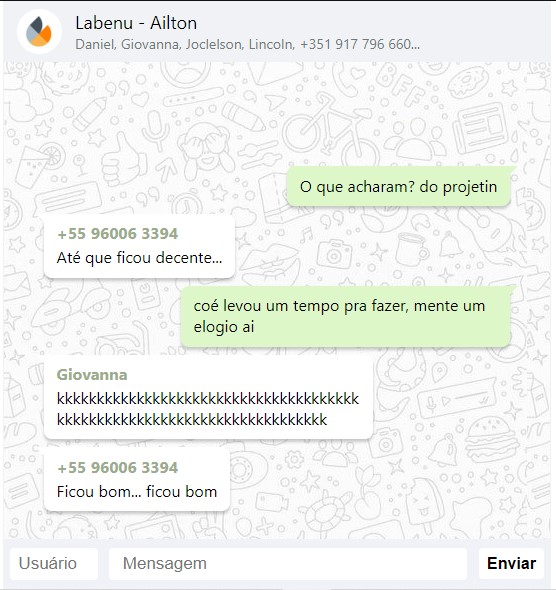 Labenu - Ailton
Daniel, Giovanna, Joclelson, Lincoln, +351 917 796 660...
O que acharam? do projetin
+55 96006 3394
Até que ficou decente...
coé levou um tempo pra fazer, mente um
elogio ai
Giovanna
kkkkkkkkkkkkkkkkkkkkkkkkkkkkkkkkkkkkkk
kkkkkkkkkkkkkkkkkkkkkkkkkkkkkkkkkk
+55 96006 3394
Ficou bom... ficou bom
Usuário
Mensagem
Enviar